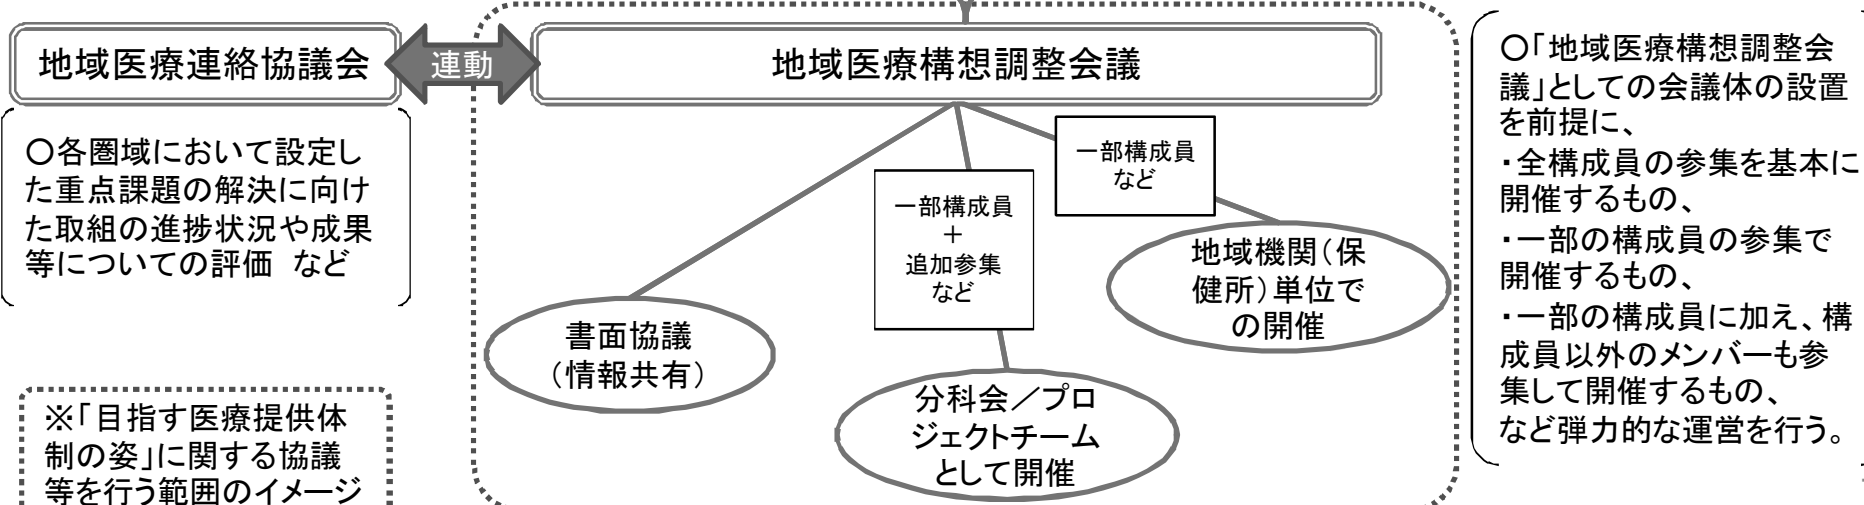 地域医療連絡協議会
連動
地域医療構想調整会議
〇各圏域において設定し
た重点課題の解決に向け
た取組の進捗状況や成果
等についての評価 など
※「目指す医療提供体
制の姿」に関する協議
等を行う範囲のイメージ
書面協議
（情報共有）
一部構成員
＋
追加参集
など
分科会／プロ
ジェクトチーム
として開催
一部構成員
など
地域機関（保
健所）単位で
の開催
〇「地域医療構想調整会
議」としての会議体の設置
を前提に、
・全構成員の参集を基本に
開催するもの、
・一部の構成員の参集で
開催するもの、
・一部の構成員に加え、構
成員以外のメンバーも参
集して開催するもの、
など弾力的な運営を行う。